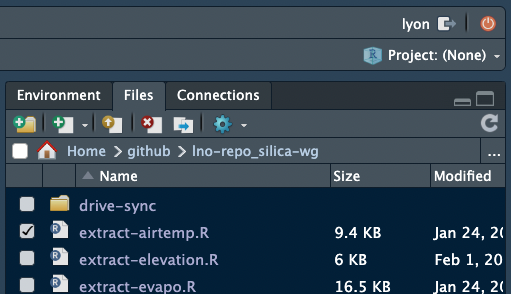 lyon
Project: (None)
Environment Files Connections
Home github lno-repo_silica-wg ...
Name Size Modified
drive-sync
extract-airtemp.R 9.4 KB Jan 24, 20
extract-elevation.R 6 KB Feb 1, 20
extract-evapo.R 16.5 KB Jan 24, 20